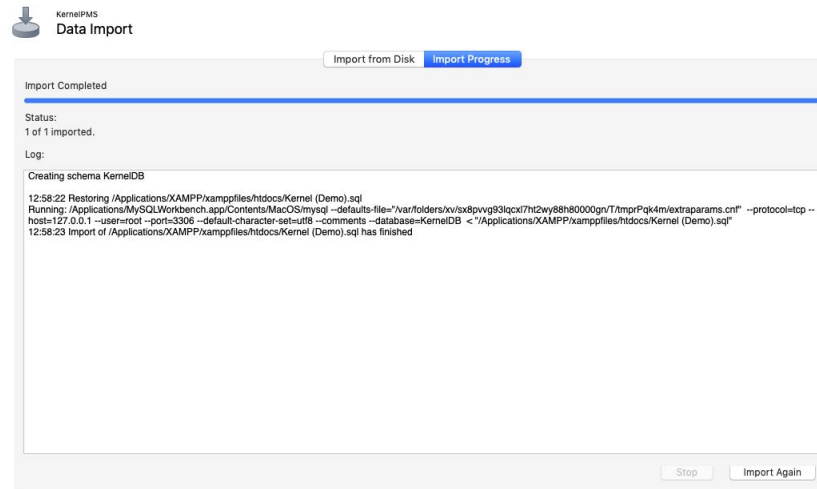 KernelPMS
Data Import
Import from Disk
Import Progress
Import Completed
Status:
1 of 1 imported.
Log:
Creating schema KernelDB
12:58:22 Restoring /Applications/XAMPP/xamppfiles/htdocs/Kernel (Demo).sql
Running: /Applications/MySQLWorkbench.app/Contents/MacOS/mysql --defaults-file="/var/folders/xv/sx8pvvg93lqcxl7ht2wy88h80000gn/T/tmprPqk4m/extraparams.cnf"  --protocol=tcp --
host=127.0.0.1 --user=root --port=3306 --default-character-set=utf8 --comments --database=KernelDB  < "/Applications/XAMPP/xamppfiles/htdocs/Kernel (Demo).sql"
12:58:23 Import of /Applications/XAMPP/xamppfiles/htdocs/Kernel (Demo).sql has finished
Stop
Import Again